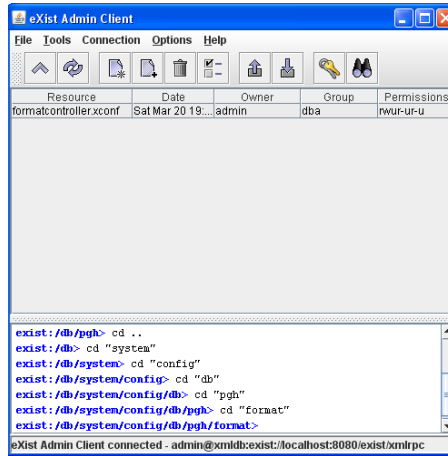 eXist Admin Client
File Tools Connection Options Help
Resource Date Owner Group Permissions
formatcontroller.xconf Sat Mar 20 19:... admin dba rwur-ur-u
exist:/db/pgh> cd ..
exist:/db> cd "system"
exist:/db/system> cd "config"
exist:/db/system/config> cd "db"
exist:/db/system/config/db> cd "pgh"
exist:/db/system/config/db/pgh> cd "format"
exist:/db/system/config/db/pgh/format>
eXist Admin Client connected - admin@xmldb:exist://localhost:8080/exist/xmlrpc